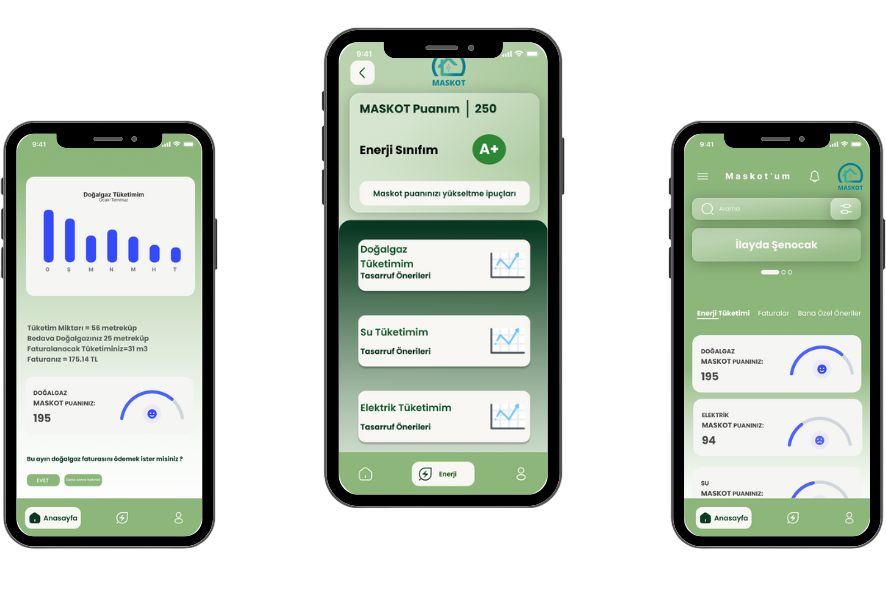 9:41
Doğalgaz Tüketimim
Ocak-Temmuz
O Ş M N M H T
Tüketim Miktarı = 56 metreküp
Bedava Doğalgazınız 25 metreküp
Faturalanacak Tüketiminiz=31 m3
Faturanız = 175.14 TL
DOĞALGAZ
MASKOT PUANINIZ:
195
Bu ayın doğalgaz faturasını ödemek ister misiniz ?
EVET
Anasayfa
9:41
MASKOT
MASKOT Puanım | 250
Enerji Sınıfım A+
Maskot puanınızı yükseltme ipuçları
Doğalgaz
Tüketimim
Tasarruf Önerileri
Su Tüketimim
Tasarruf Önerileri
Elektrik Tüketimim
Tasarruf Önerileri
Enerji
9:41
Maskot'um
MASKOT
Arama
İlayda Şenocak
Enerji Tüketimi Faturalar Bana Özel Öneriler
DOĞALGAZ
MASKOT PUANINIZ:
195
ELEKTRİK
MASKOT PUANINIZ:
94
SU
MASKOT PUANINIZ:
Anasayfa